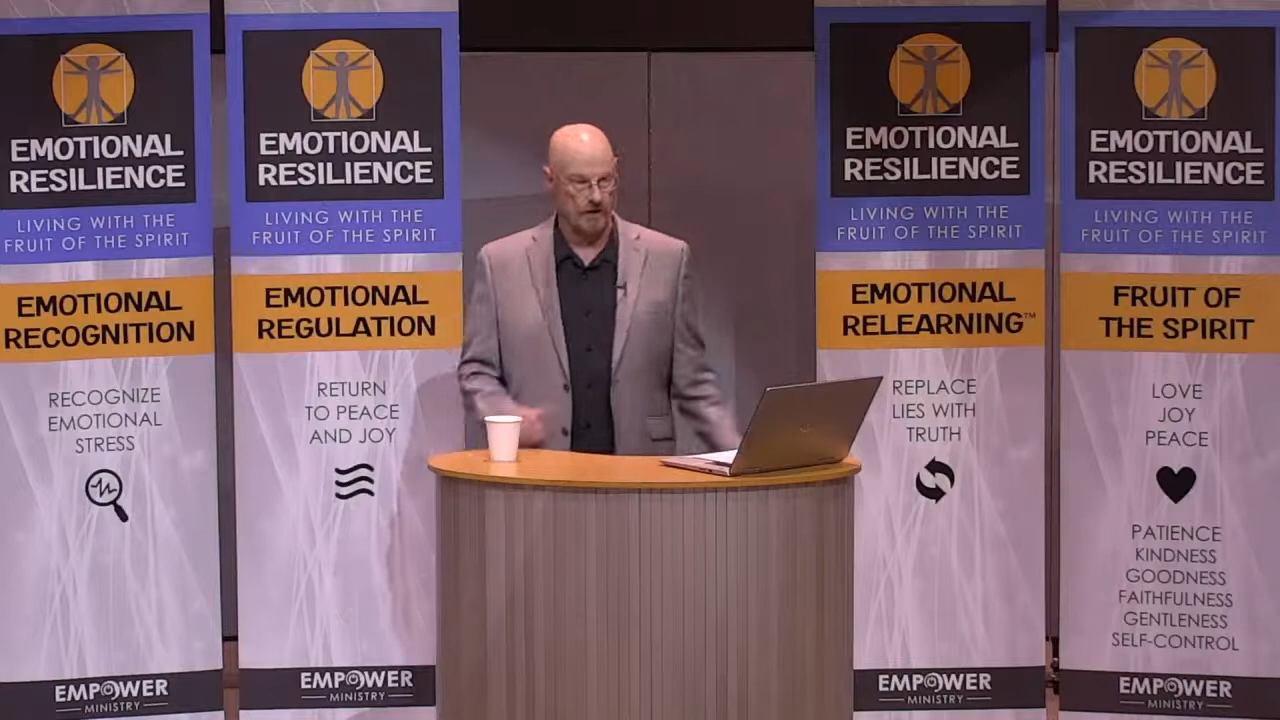 EMOTIONAL
RESILIENCE
LIVING WITH THE
FRUIT OF THE SPIRIT
EMOTIONAL
RECOGNITION
RECOGNIZE
EMOTIONAL
STRESS
EMPOWER
MINISTRY
EMOTIONAL
RESILIENCE
LIVING WITH THE
FRUIT OF THE SPIRIT
EMOTIONAL
REGULATION
RETURN
TO PEACE
AND JOY
EMPOWER
MINISTRY
EMOTIONAL
RESILIENCE
LIVING WITH THE
FRUIT OF THE SPIRIT
EMOTIONAL
RELEARNING™
REPLACE
LIES WITH
TRUTH
EMPOWER
MINISTRY
EMOTIONAL
RESILIENCE
LIVING WITH THE
FRUIT OF THE SPIRIT
FRUIT OF
THE SPIRIT
LOVE
JOY
PEACE
PATIENCE
KINDNESS
GOODNESS
FAITHFULNESS
GENTLENESS
SELF-CONTROL
EMPOWER
MINISTRY